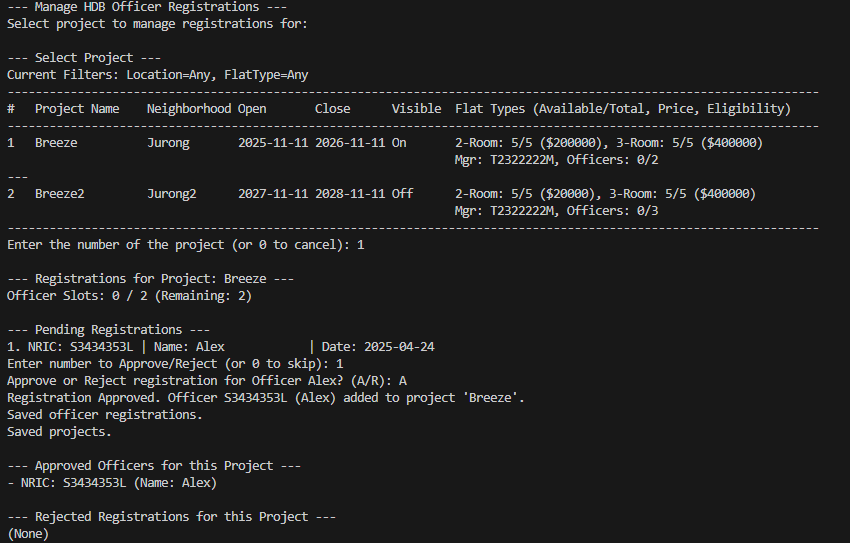 --- Manage HDB Officer Registrations ---
Select project to manage registrations for:
--- Select Project ---
Current Filters: Location=Any, FlatType=Any
--------------------------------------------------------------------------------------------------------------------
# Project Name Neighborhood Open Close Visible Flat Types (Available/Total, Price, Eligibility)
--------------------------------------------------------------------------------------------------------------------
1 Breeze Jurong 2025-11-11 2026-11-11 On 2-Room: 5/5 ($200000), 3-Room: 5/5 ($400000)
Mgr: T2322222M, Officers: 0/2
---
2 Breeze2 Jurong2 2027-11-11 2028-11-11 Off 2-Room: 5/5 ($20000), 3-Room: 5/5 ($400000)
Mgr: T2322222M, Officers: 0/3
--------------------------------------------------------------------------------------------------------------------
Enter the number of the project (or 0 to cancel): 1
--- Registrations for Project: Breeze ---
Officer Slots: 0 / 2 (Remaining: 2)
--- Pending Registrations ---
1. NRIC: S3434353L | Name: Alex | Date: 2025-04-24
Enter number to Approve/Reject (or 0 to skip): 1
Approve or Reject registration for Officer Alex? (A/R): A
Registration Approved. Officer S3434353L (Alex) added to project 'Breeze'.
Saved officer registrations.
Saved projects.
--- Approved Officers for this Project ---
- NRIC: S3434353L (Name: Alex)
--- Rejected Registrations for this Project ---
(None)